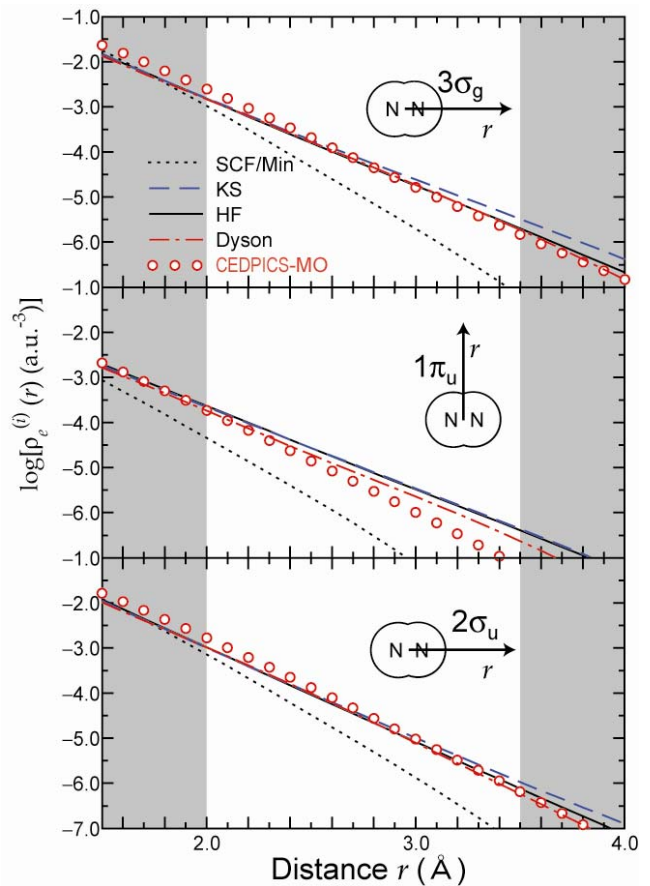 −1.0
−2.0
−3.0
−4.0
−5.0
−6.0
3σg
N N
r
SCF/Min
KS
HF
Dyson
CEDPICS-MO
−1.0
−2.0
−3.0
−4.0
−5.0
−6.0
1πu
r
N N
log[ρe(i)(r) (a.u.-3)]
−1.0
−2.0
−3.0
−4.0
−5.0
−6.0
−7.0
2σu
N N
r
2.0 3.0 4.0
Distance r (Å)